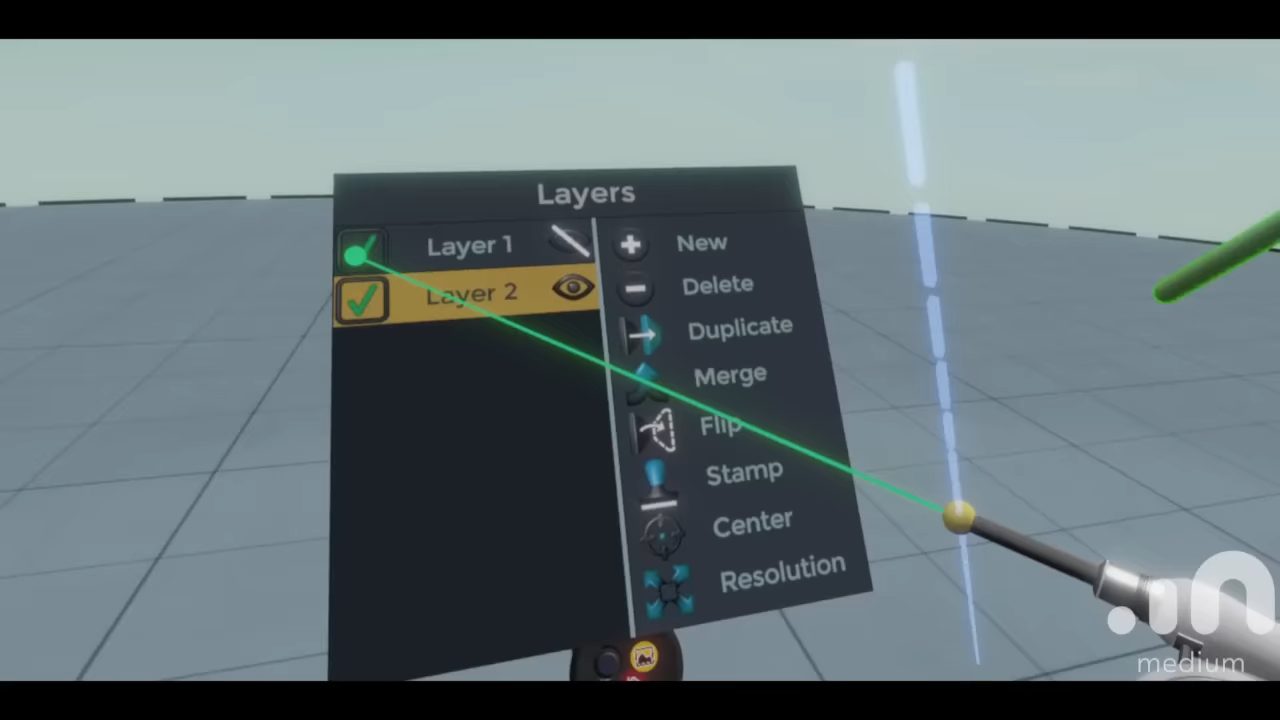 Layers
Layer 1
Layer 2
New
Delete
Duplicate
Merge
Flip
Stamp
Center
Resolution
medium